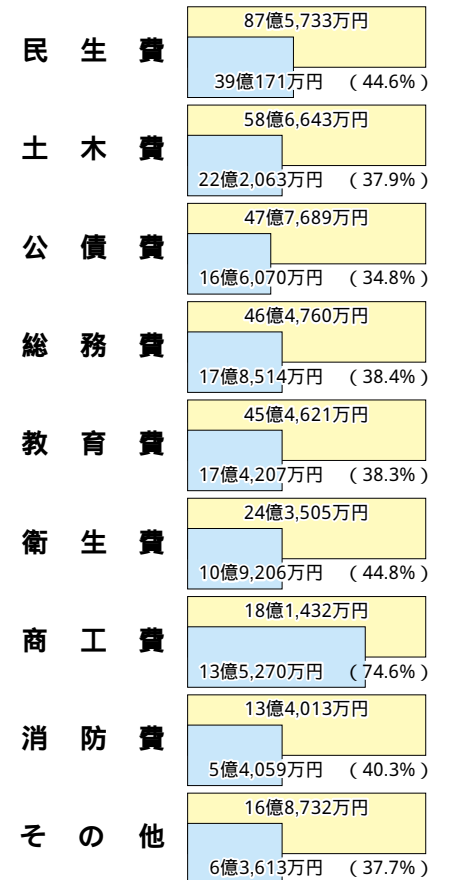 87億5,733万円
民生費
39億171万円 (44.6%)
58億6,643万円
土木費
22億2,063万円 (37.9%)
47億7,689万円
公債費
16億6,070万円 (34.8%)
46億4,760万円
総務費
17億8,514万円 (38.4%)
45億4,621万円
教育費
17億4,207万円 (38.3%)
24億3,505万円
衛生費
10億9,206万円 (44.8%)
18億1,432万円
商工費
13億5,270万円 (74.6%)
13億4,013万円
消防費
5億4,059万円 (40.3%)
16億8,732万円
その他
6億3,613万円 (37.7%)